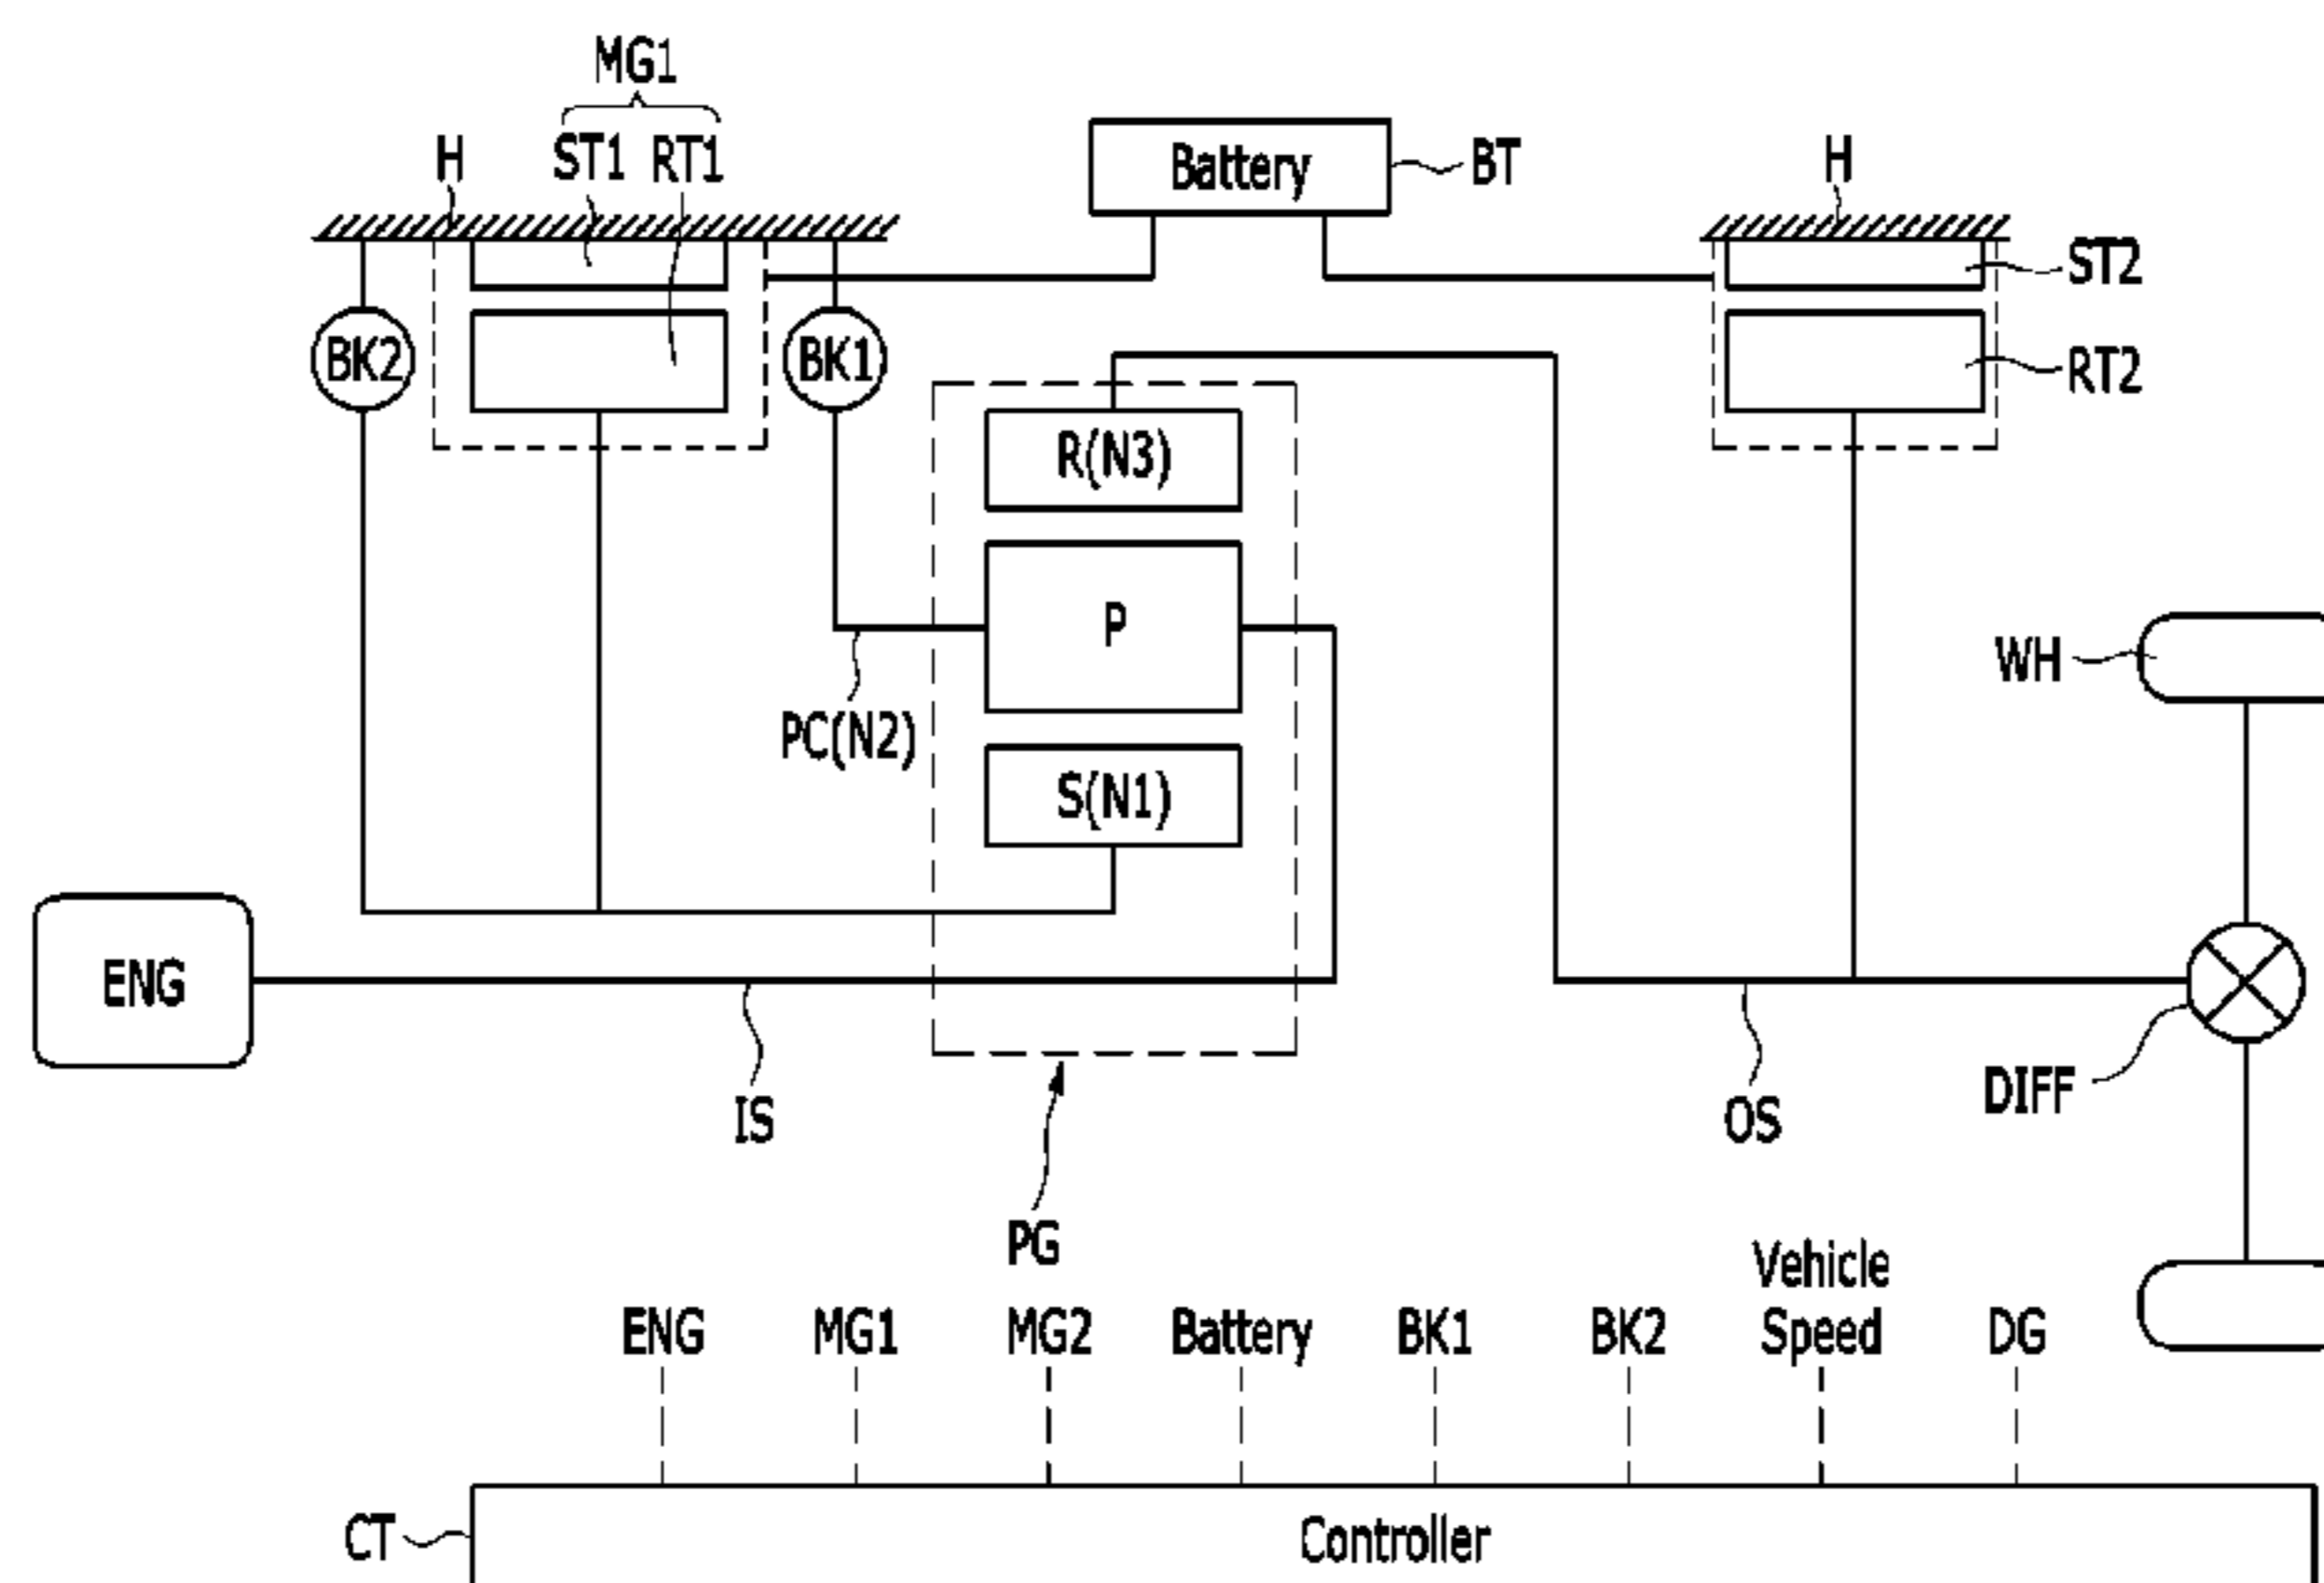 MG1
H
ST1 RT1
Battery
BT
H
ST2
BK2
BK1
RT2
R(N3)
P
WH
PC(N2)
S(N1)
ENG
DIFF
IS
OS
PG
ENG
MG1
MG2
Battery
BK1
BK2
Vehicle
Speed
DG
CT
Controller